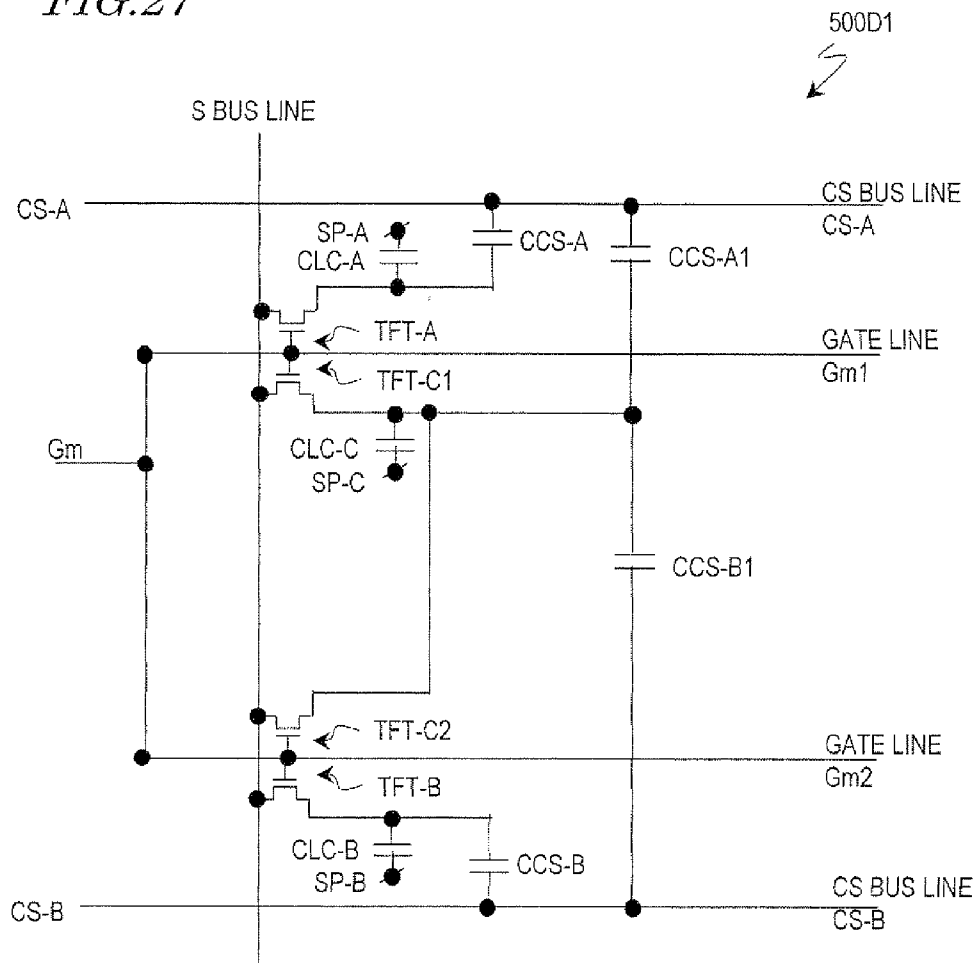 FIG.27
500D1
S BUS LINE
CS-A
CS BUS LINE
CS-A
SP-A
CLC-A
CCS-A
CCS-A1
TFT-A
GATE LINE
Gm1
TFT-C1
Gm
CLC-C
SP-C
CCS-B1
TFT-C2
GATE LINE
Gm2
TFT-B
CLC-B
SP-B
CCS-B
CS-B
CS BUS LINE
CS-B